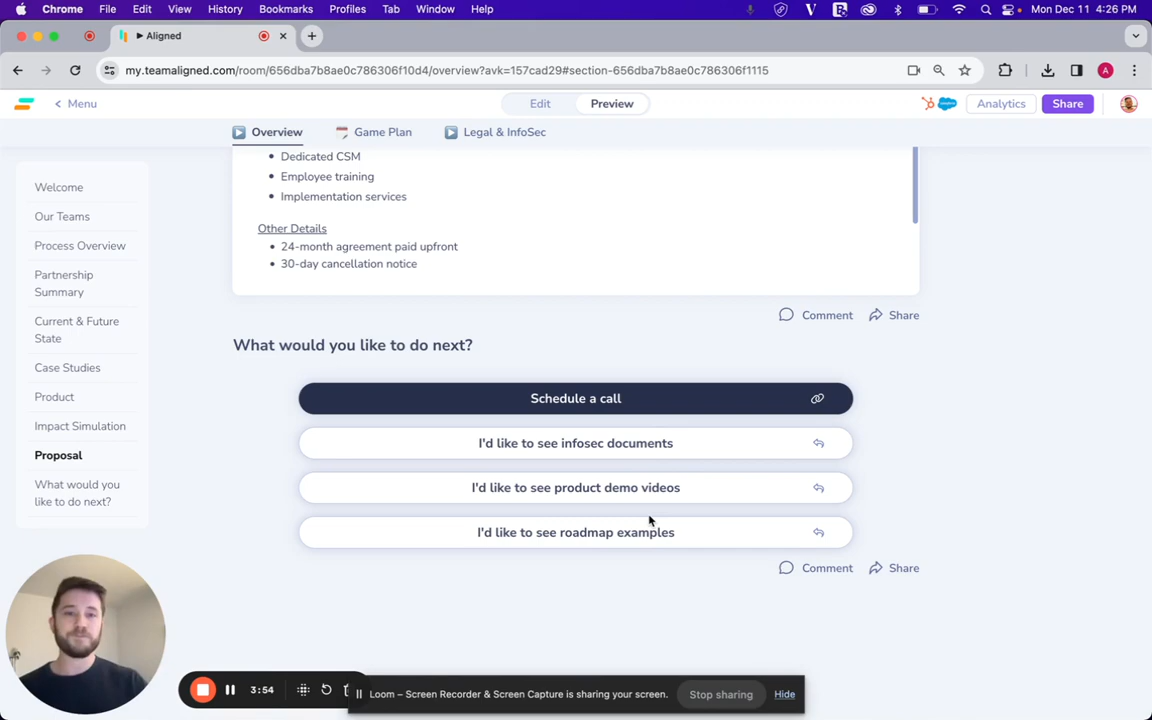 Chrome File Edit View History Bookmarks Profiles Tab Window Help Mon Dec 11 4:26 PM
Aligned
my.teamaligned.com/room/656dba7b8ae0c786306f10d4/overview?avk=157cad29#section-656dba7b8ae0c786306f1115
A
Menu
Edit Preview
Analytics Share
Overview Game Plan Legal & InfoSec
Welcome
Our Teams
Process Overview
Partnership
Summary
Current & Future
State
Case Studies
Product
Impact Simulation
Proposal
What would you
like to do next?
Dedicated CSM
Employee training
Implementation services
Other Details
24-month agreement paid upfront
30-day cancellation notice
Comment Share
What would you like to do next?
Schedule a call
I'd like to see infosec documents
I'd like to see product demo videos
I'd like to see roadmap examples
Comment Share
3:54
Loom – Screen Recorder & Screen Capture is sharing your screen. Stop sharing Hide